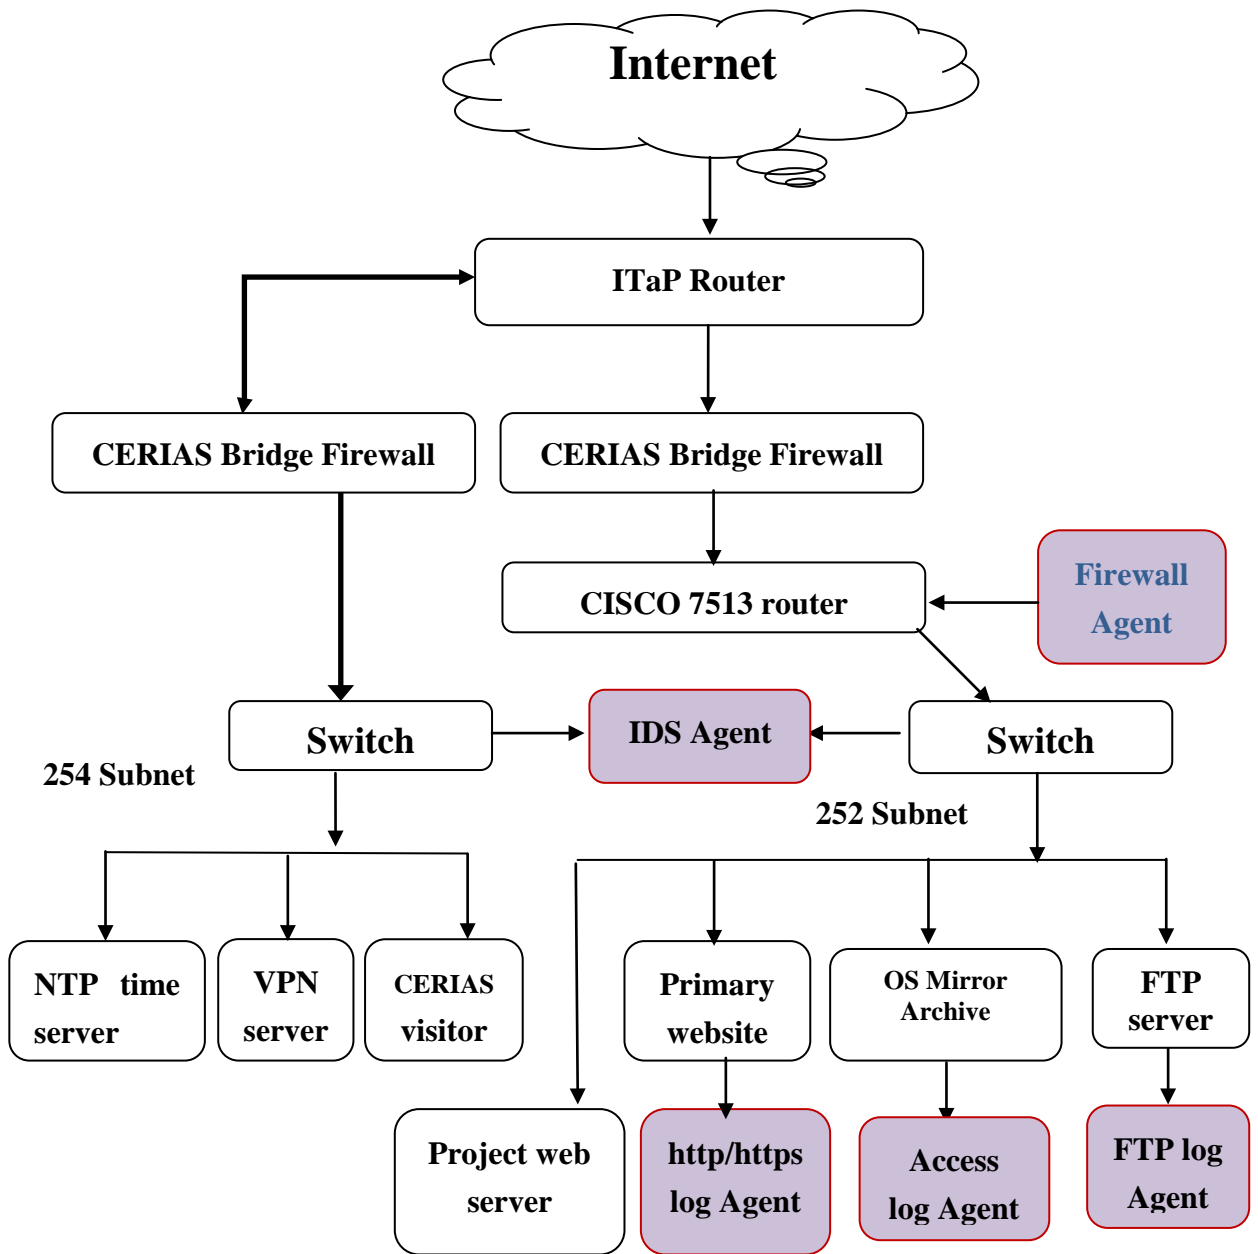 Internet
ITaP Router
CERIAS Bridge Firewall
CERIAS Bridge Firewall
Firewall
Agent
CISCO 7513 router
Switch
IDS Agent
Switch
254 Subnet
252 Subnet
NTP time
server
VPN
server
CERIAS
visitor
Primary
website
OS Mirror
Archive
FTP
server
Project web
server
http/https
log Agent
Access
log Agent
FTP log
Agent